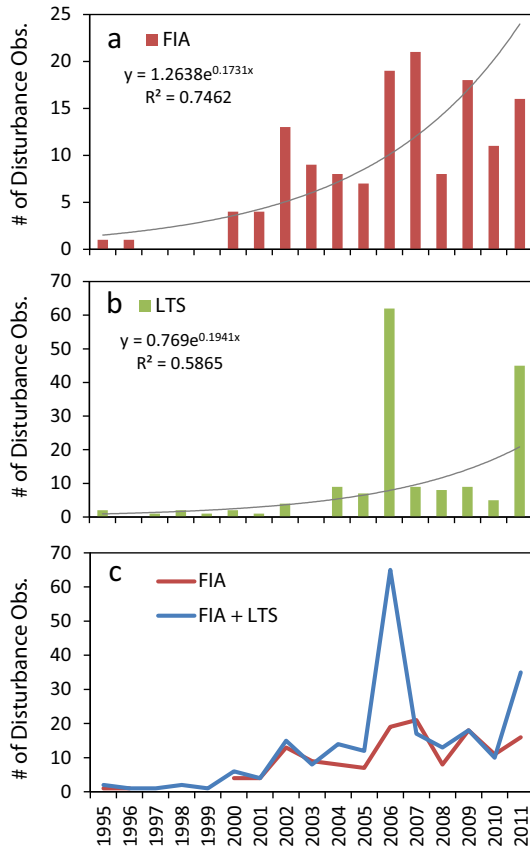 a
FIA
y = 1.2638e^0.1731x
R² = 0.7462
# of Disturbance Obs.
25
20
15
10
5
0
b
LTS
y = 0.769e^0.1941x
R² = 0.5865
# of Disturbance Obs.
70
60
50
40
30
20
10
0
c
FIA
FIA + LTS
# of Disturbance Obs.
70
60
50
40
30
20
10
0
1995
1996
1997
1998
1999
2000
2001
2002
2003
2004
2005
2006
2007
2008
2009
2010
2011